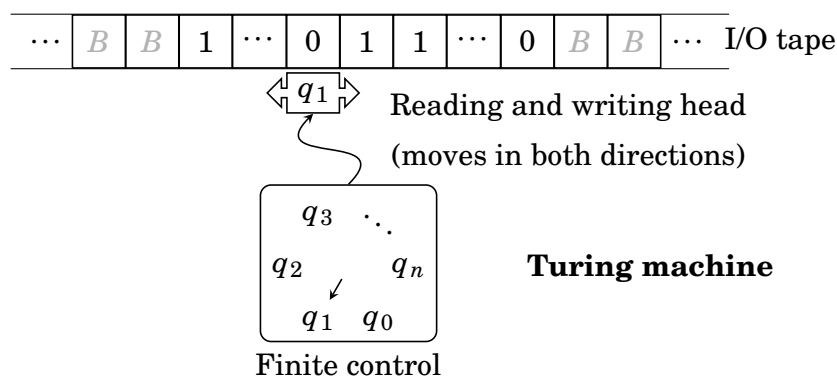 ⋯ B B 1 ⋯ 0 1 1 ⋯ 0 B B ⋯ I/O tape
q₁ Reading and writing head
(moves in both directions)
q₃ ⋱
q₂ qₙ Turing machine
q₁ q₀
Finite control